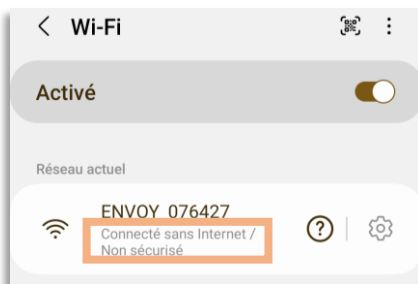 Wi-Fi
Activé
Réseau actuel
ENVOY_076427
Connecté sans Internet /
Non sécurisé